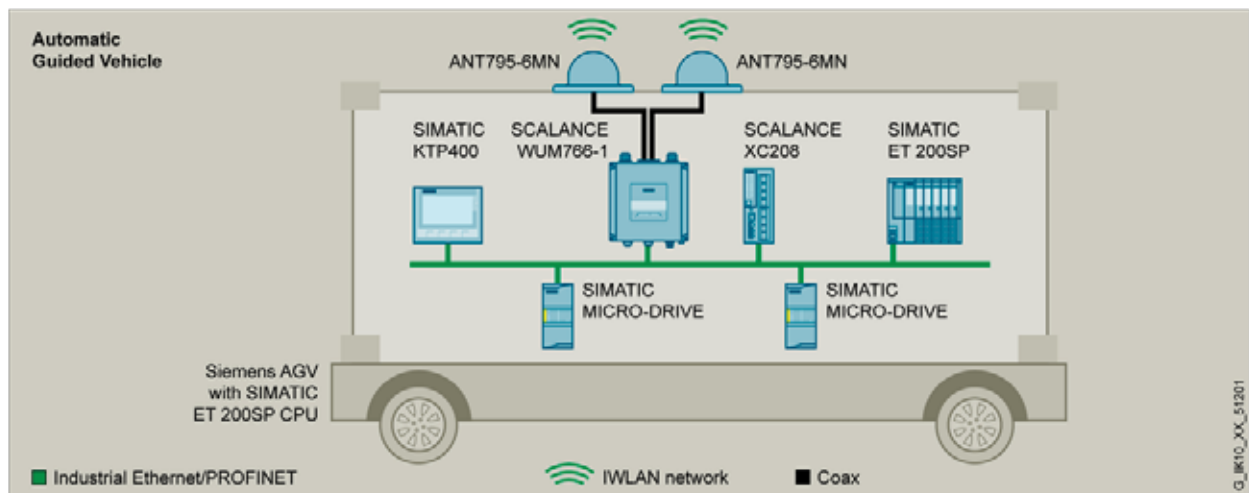 Automatic
Guided Vehicle
ANT795-6MN
ANT795-6MN
SIMATIC
KTP400
SCALANCE
WUM766-1
SCALANCE
XC208
SIMATIC
ET 200SP
SIMATIC
MICRO-DRIVE
SIMATIC
MICRO-DRIVE
Siemens AGV
with SIMATIC
ET 200SP CPU
Industrial Ethernet/PROFINET
IWLAN network
Coax
G_IK10_XX_51201